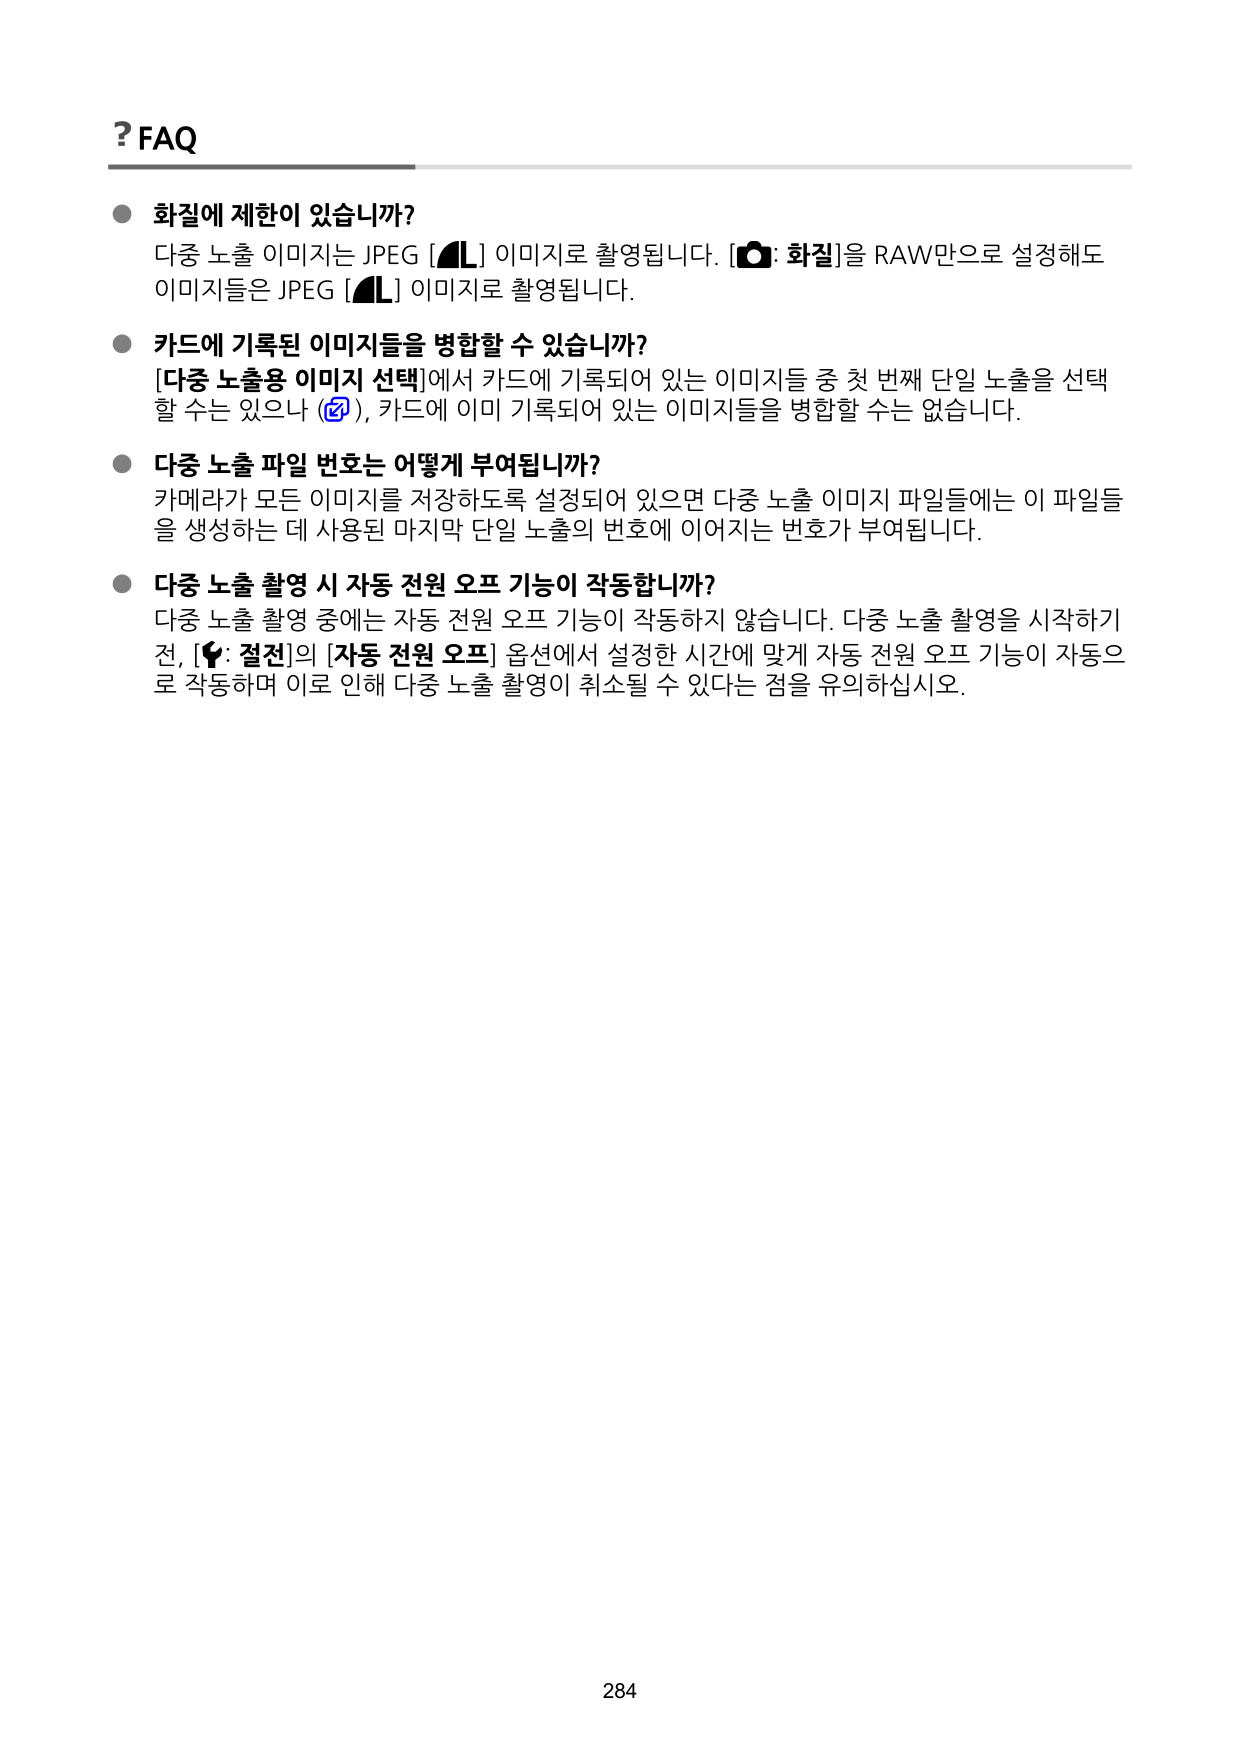 ? FAQ
● 화질에 제한이 있습니까?
다중 노출 이미지는 JPEG [L] 이미지로 촬영됩니다. [: 화질]을 RAW만으로 설정해도
이미지들은 JPEG [L] 이미지로 촬영됩니다.
● 카드에 기록된 이미지들을 병합할 수 있습니까?
[다중 노출용 이미지 선택]에서 카드에 기록되어 있는 이미지들 중 첫 번째 단일 노출을 선택
할 수는 있으나 (), 카드에 이미 기록되어 있는 이미지들을 병합할 수는 없습니다.
● 다중 노출 파일 번호는 어떻게 부여됩니까?
카메라가 모든 이미지를 저장하도록 설정되어 있으면 다중 노출 이미지 파일들에는 이 파일들
을 생성하는 데 사용된 마지막 단일 노출의 번호에 이어지는 번호가 부여됩니다.
● 다중 노출 촬영 시 자동 전원 오프 기능이 작동합니까?
다중 노출 촬영 중에는 자동 전원 오프 기능이 작동하지 않습니다. 다중 노출 촬영을 시작하기
전, [: 절전]의 [자동 전원 오프] 옵션에서 설정한 시간에 맞게 자동 전원 오프 기능이 자동으
로 작동하며 이로 인해 다중 노출 촬영이 취소될 수 있다는 점을 유의하십시오.
284